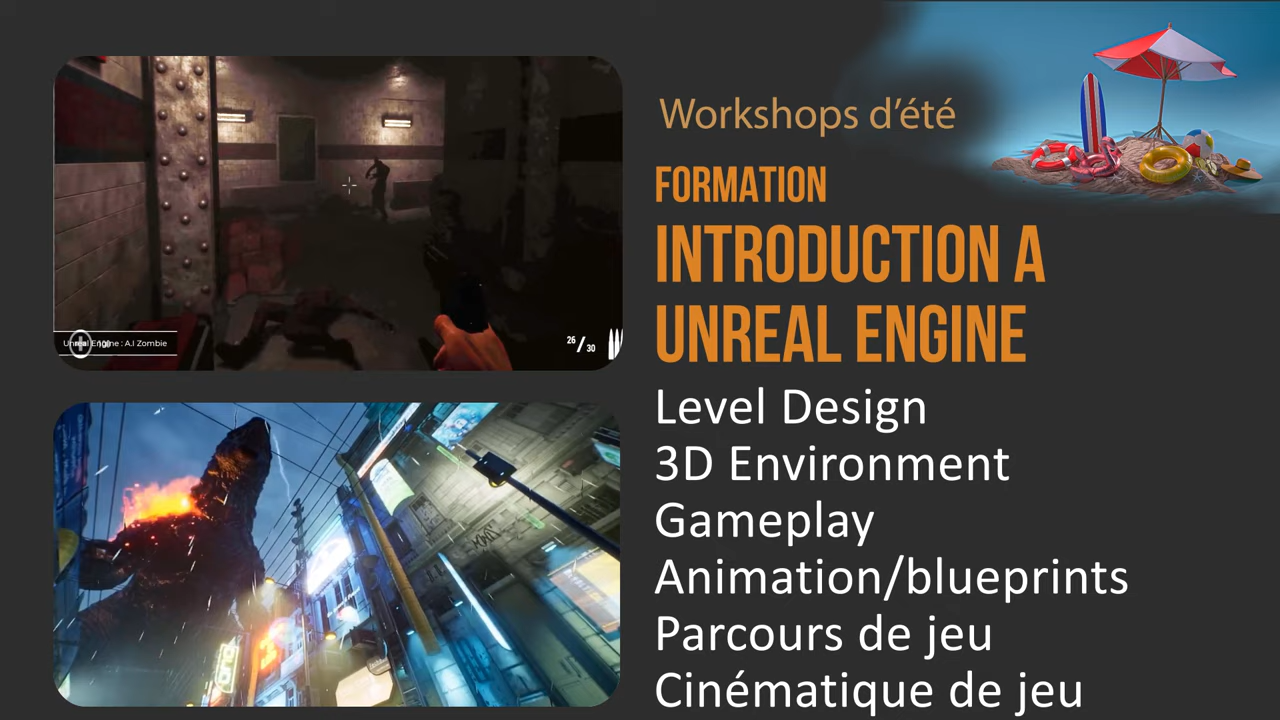 Workshops d'été
FORMATION
INTRODUCTION A
UNREAL ENGINE
Level Design
3D Environment
Gameplay
Animation/blueprints
Parcours de jeu
Cinématique de jeu
Unreal Engine : A.I Zombie
26/30